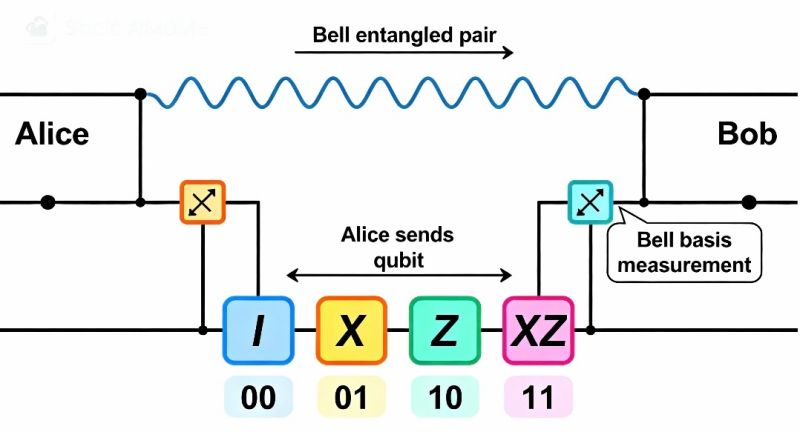 Bell entangled pair
Alice
Bob
Alice sends
qubit
Bell basis
measurement
I X Z XZ
00 01 10 11